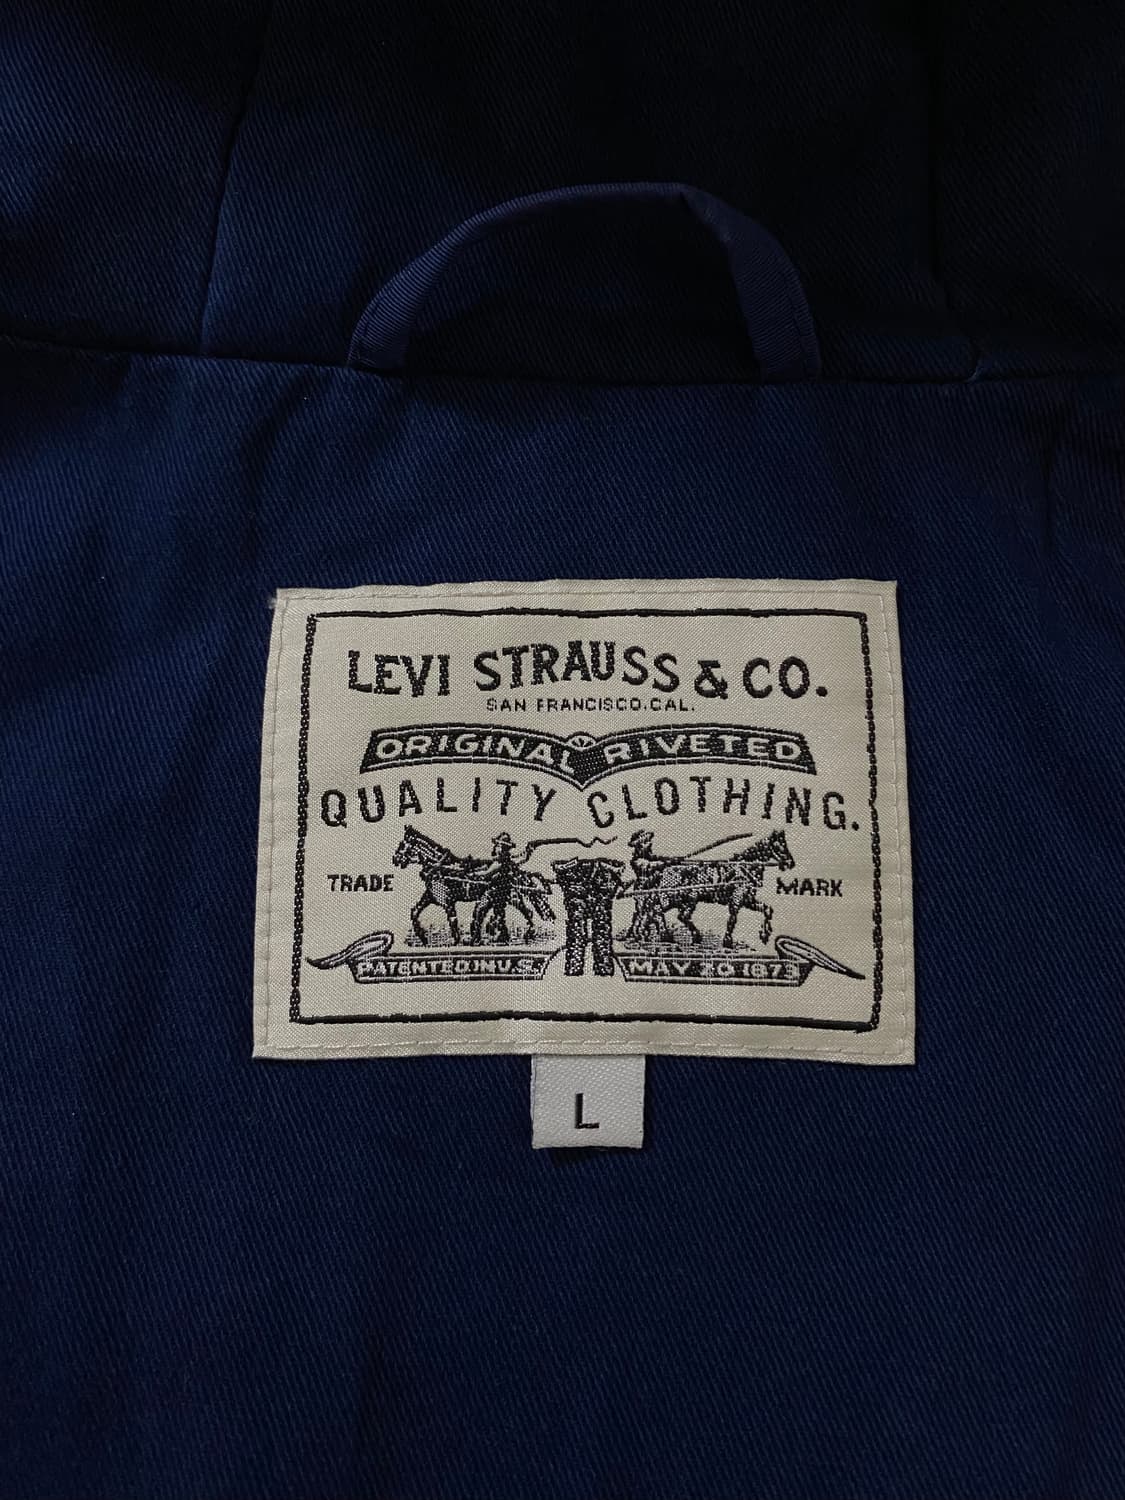 LEVI STRAUSS & CO.
SAN FRANCISCO, CAL.
ORIGINAL RIVETED
QUALITY CLOTHING.
TRADE MARK
PATENTED IN U.S. MAY 20 1873
L